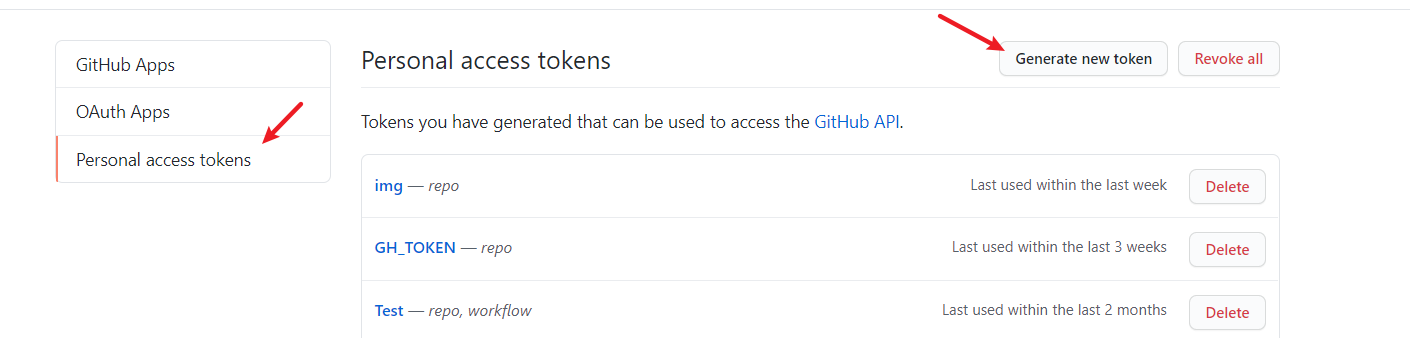 GitHub Apps
OAuth Apps
Personal access tokens
Personal access tokens
Generate new token
Revoke all
Tokens you have generated that can be used to access the GitHub API.
img — repo
Last used within the last week
Delete
GH_TOKEN — repo
Last used within the last 3 weeks
Delete
Test — repo, workflow
Last used within the last 2 months
Delete